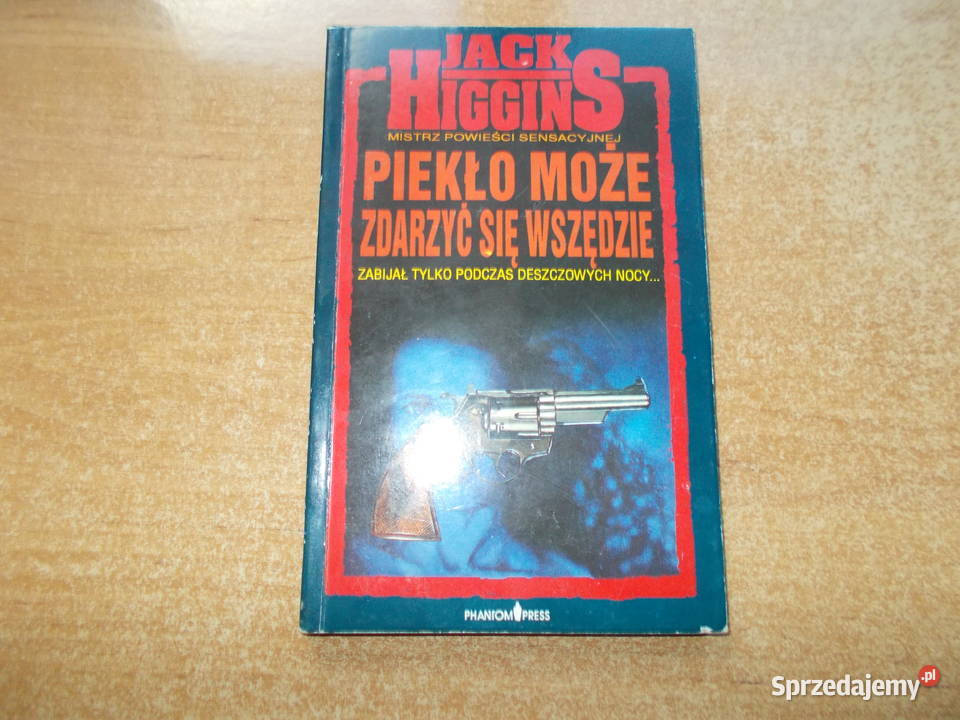 JACK
HIGGINS
MISTRZ POWIEŚCI SENSACYJNEJ
PIEKŁO MOŻE
ZDARZYĆ SIĘ WSZĘDZIE
ZABIJAŁ TYLKO PODCZAS DESZCZOWYCH NOCY...
PHANTOM PRESS
Sprzedajemy.pl